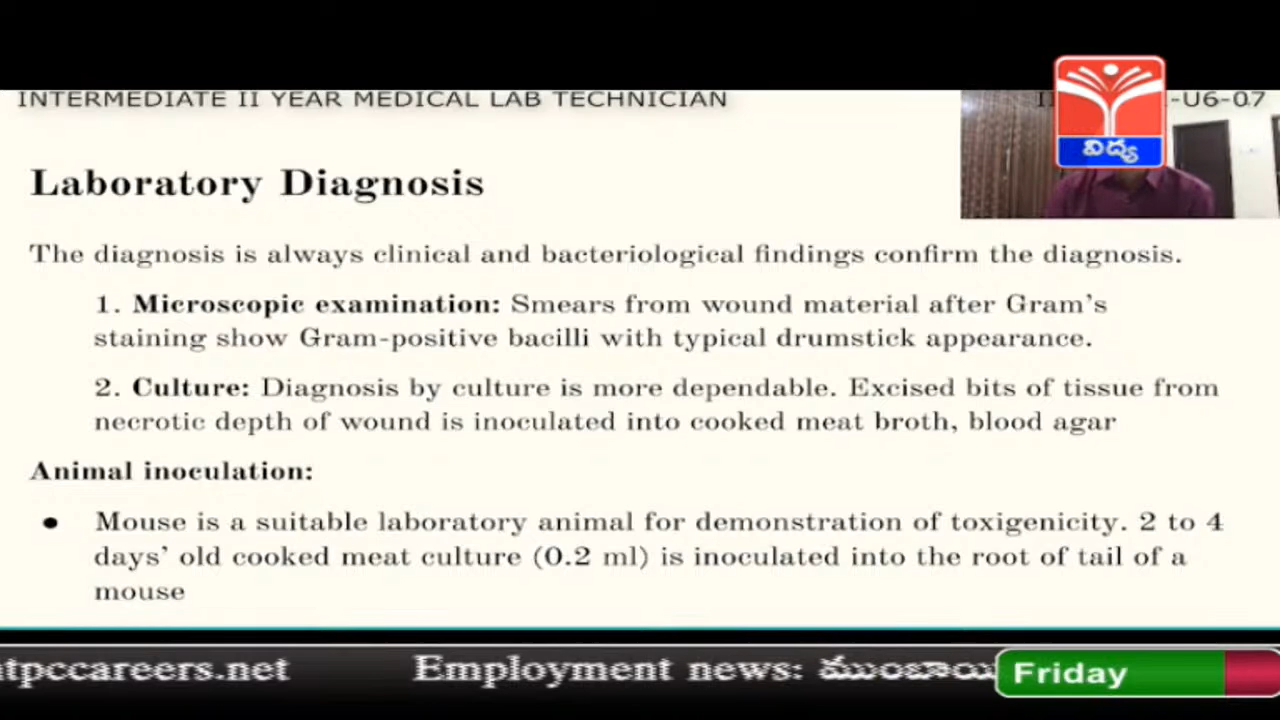 INTERMEDIATE II YEAR MEDICAL LAB TECHNICIAN
-U6-07
విద్య
Laboratory Diagnosis
The diagnosis is always clinical and bacteriological findings confirm the diagnosis.
1. Microscopic examination: Smears from wound material after Gram's
staining show Gram-positive bacilli with typical drumstick appearance.
2. Culture: Diagnosis by culture is more dependable. Excised bits of tissue from
necrotic depth of wound is inoculated into cooked meat broth, blood agar
Animal inoculation:
● Mouse is a suitable laboratory animal for demonstration of toxigenicity. 2 to 4
days' old cooked meat culture (0.2 ml) is inoculated into the root of tail of a
mouse
tpccareers.net Employment news: ముంబాయి Friday